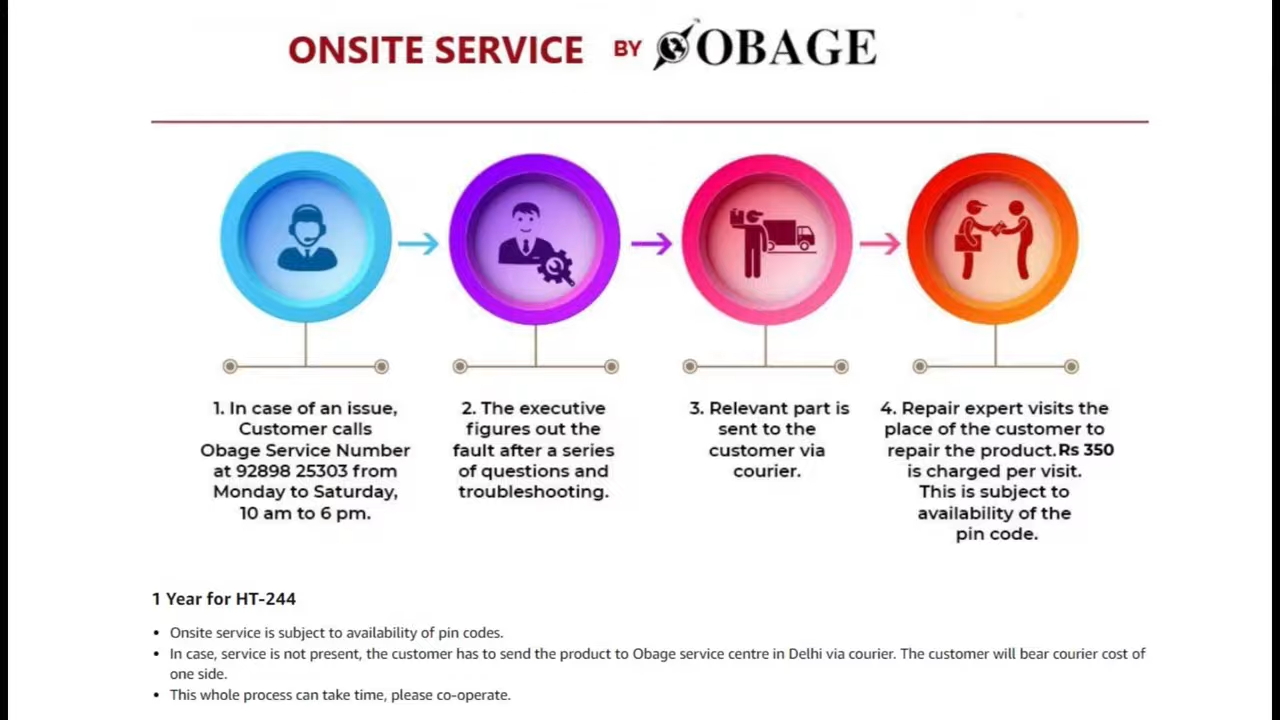 ONSITE SERVICE BY OBAGE
1. In case of an issue,
Customer calls
Obage Service Number
at 92898 25303 from
Monday to Saturday,
10 am to 6 pm.
2. The executive
figures out the
fault after a series
of questions and
troubleshooting.
3. Relevant part is
sent to the
customer via
courier.
4. Repair expert visits the
place of the customer to
repair the product. Rs 350
is charged per visit.
This is subject to
availability of the
pin code.
1 Year for HT-244
• Onsite service is subject to availability of pin codes.
• In case, service is not present, the customer has to send the product to Obage service centre in Delhi via courier. The customer will bear courier cost of
one side.
• This whole process can take time, please co-operate.